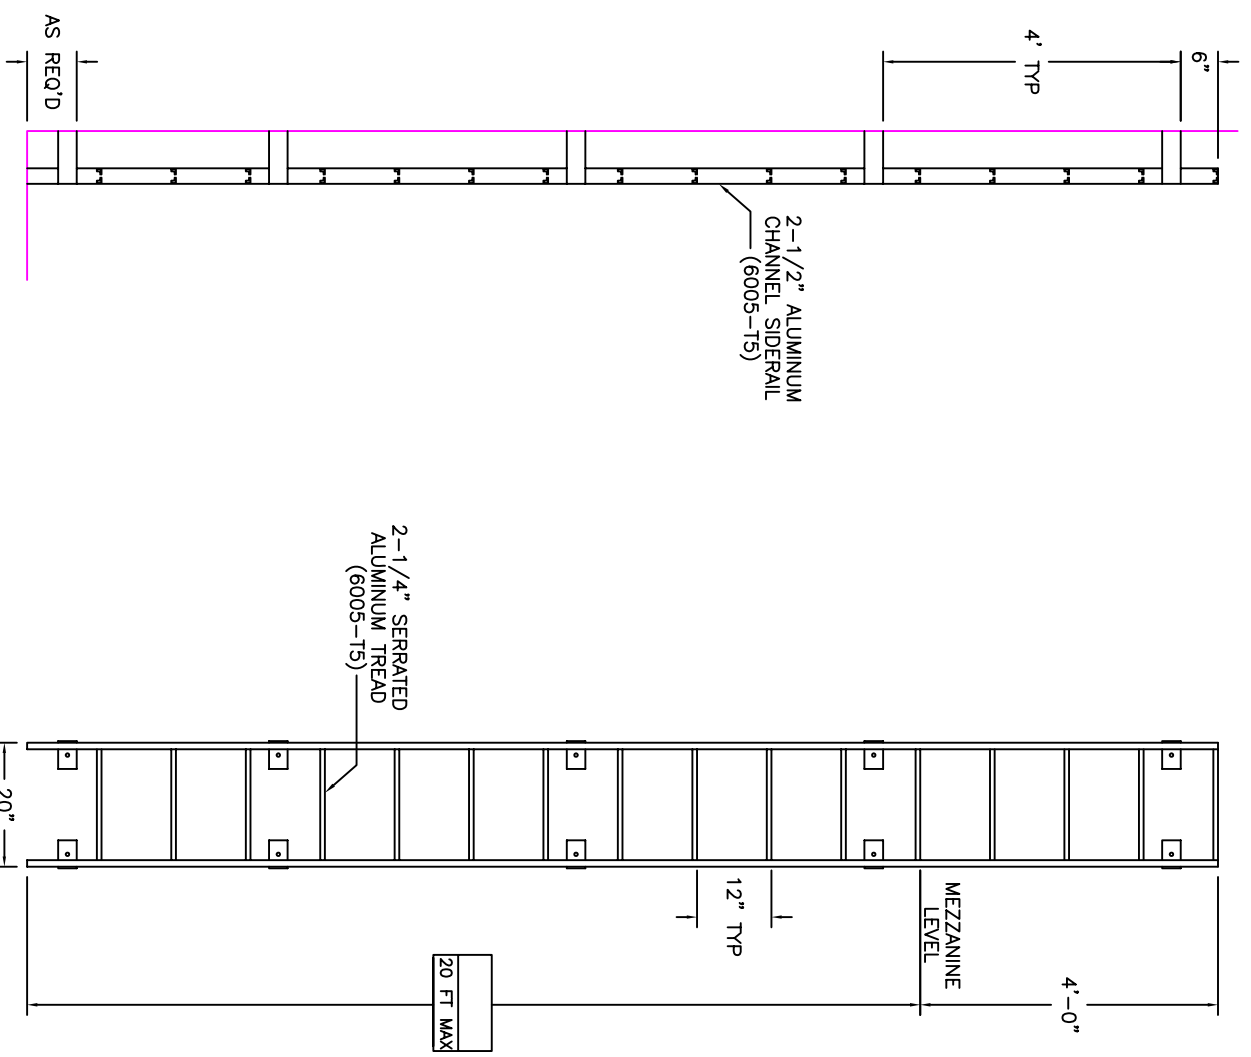 6"
4' TYP
AS REQ'D
2-1/2" ALUMINUM
CHANNEL SIDERAIL
(6005-T5)
2-1/4" SERRATED
ALUMINUM TREAD
(6005-T5)
20"
12" TYP
MEZZANINE
LEVEL
4'-0"
20 FT MAX